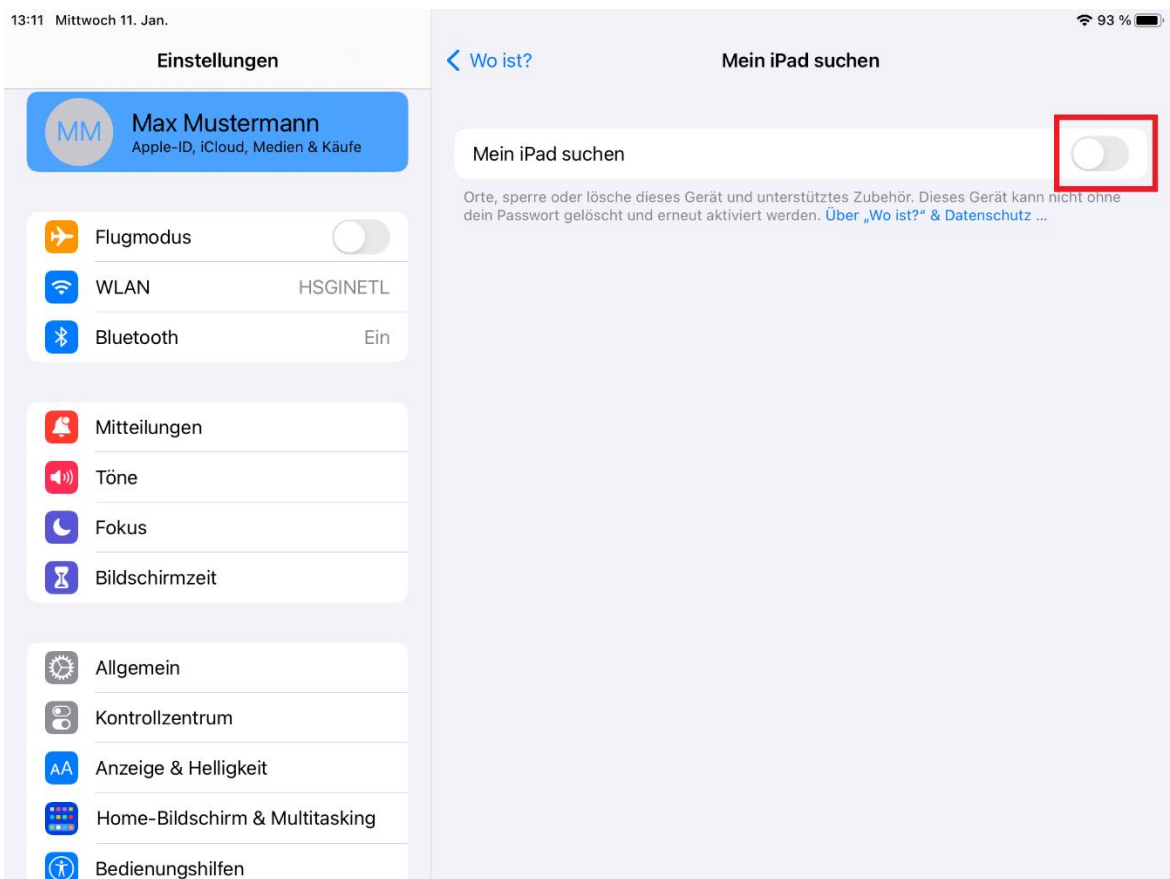 13:11 Mittwoch 11. Jan.
93 %
Einstellungen
MM
Max Mustermann
Apple-ID, iCloud, Medien & Käufe
Flugmodus
WLAN HSGINETL
Bluetooth Ein
Mitteilungen
Töne
Fokus
Bildschirmzeit
Allgemein
Kontrollzentrum
AA Anzeige & Helligkeit
Home-Bildschirm & Multitasking
Bedienungshilfen
Wo ist?
Mein iPad suchen
Mein iPad suchen
Orte, sperre oder lösche dieses Gerät und unterstütztes Zubehör. Dieses Gerät kann nicht ohne
dein Passwort gelöscht und erneut aktiviert werden. Über „Wo ist?“ & Datenschutz ...